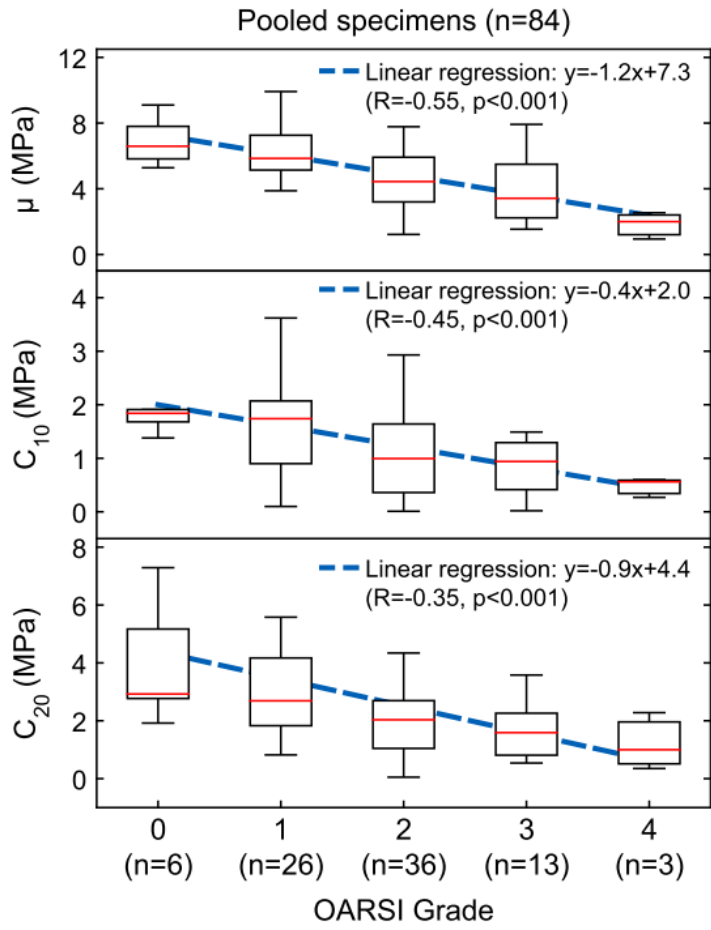 Pooled specimens (n=84)
12
8
4
0
μ (MPa)
Linear regression: y=-1.2x+7.3
(R=-0.55, p<0.001)
4
3
2
1
0
C10 (MPa)
Linear regression: y=-0.4x+2.0
(R=-0.45, p<0.001)
8
6
4
2
0
C20 (MPa)
Linear regression: y=-0.9x+4.4
(R=-0.35, p<0.001)
0 1 2 3 4
(n=6) (n=26) (n=36) (n=13) (n=3)
OARSI Grade